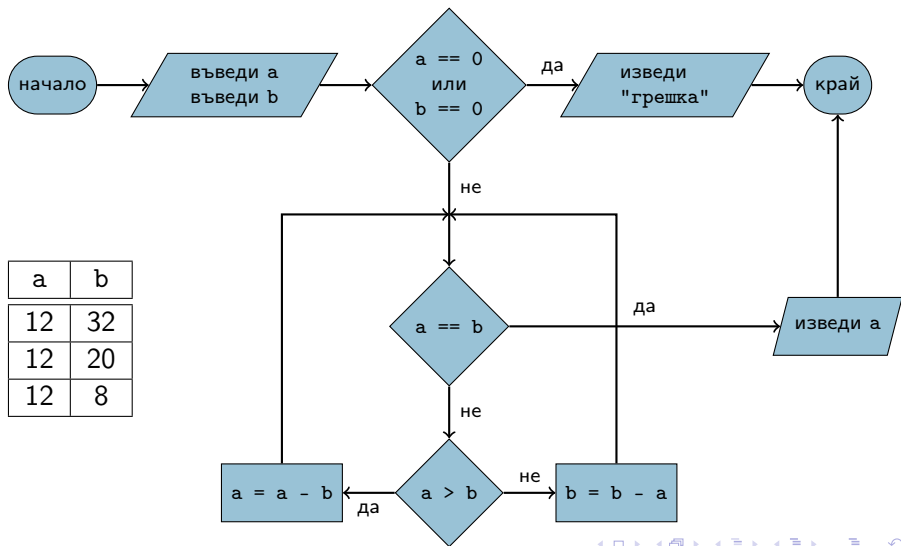 начало
въведи a
въведи b
a == 0
или
b == 0
да
изведи
"грешка"
край
не
a == b
да
изведи a
не
a > b
да
a = a - b
не
b = b - a
a b
12 32
12 20
12 8